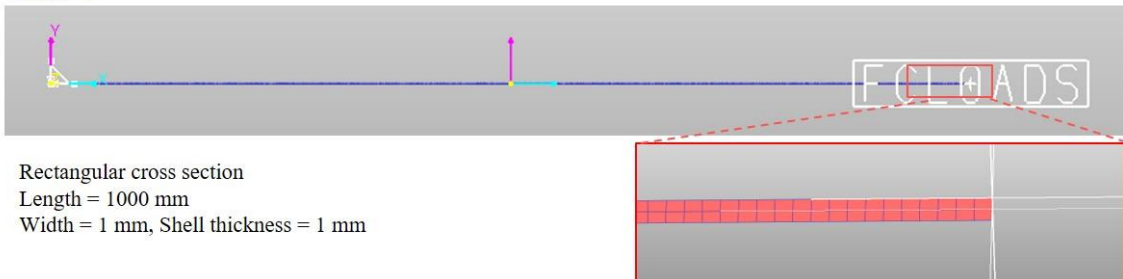 Y
X
FCLOADS
Rectangular cross section
Length = 1000 mm
Width = 1 mm, Shell thickness = 1 mm